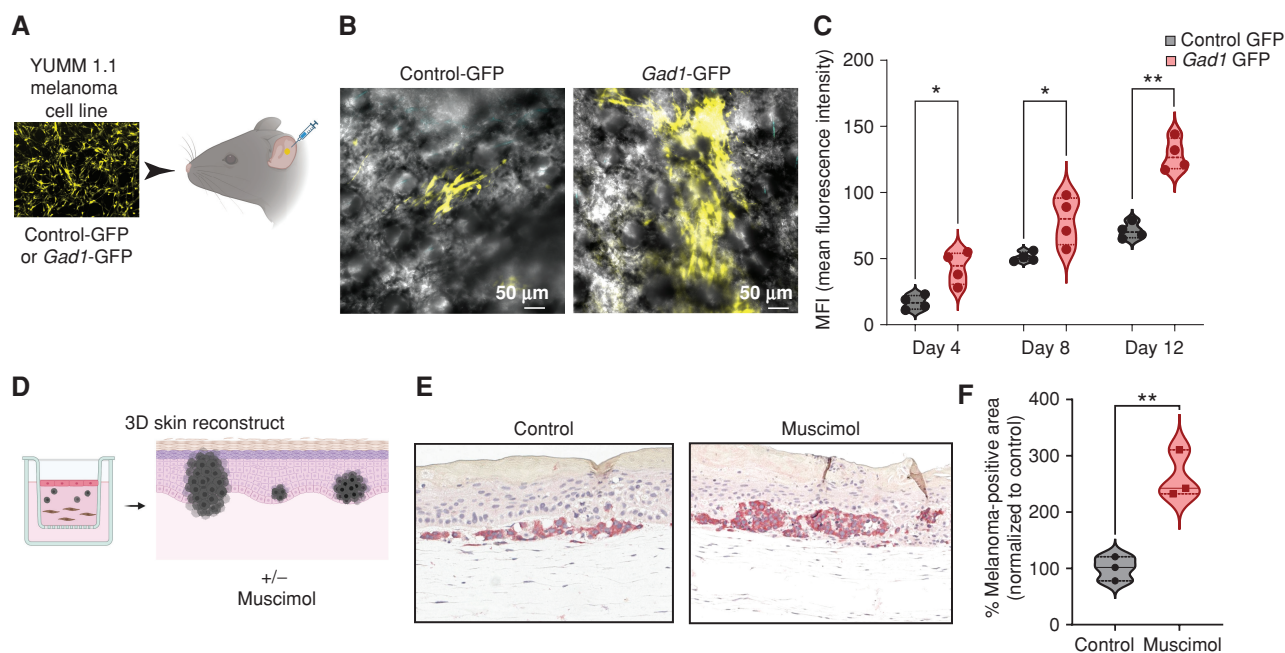 A
YUMM 1.1
melanoma
cell line
Control-GFP
or Gad1-GFP
B
Control-GFP
Gad1-GFP
50 µm
50 µm
C
Control GFP
Gad1 GFP
MFI (mean fluorescence intensity)
200
150
100
50
0
*
*
**
Day 4
Day 8
Day 12
D
3D skin reconstruct
+/−
Muscimol
E
Control
Muscimol
F
% Melanoma-positive area
(normalized to control)
400
300
200
100
0
**
Control
Muscimol